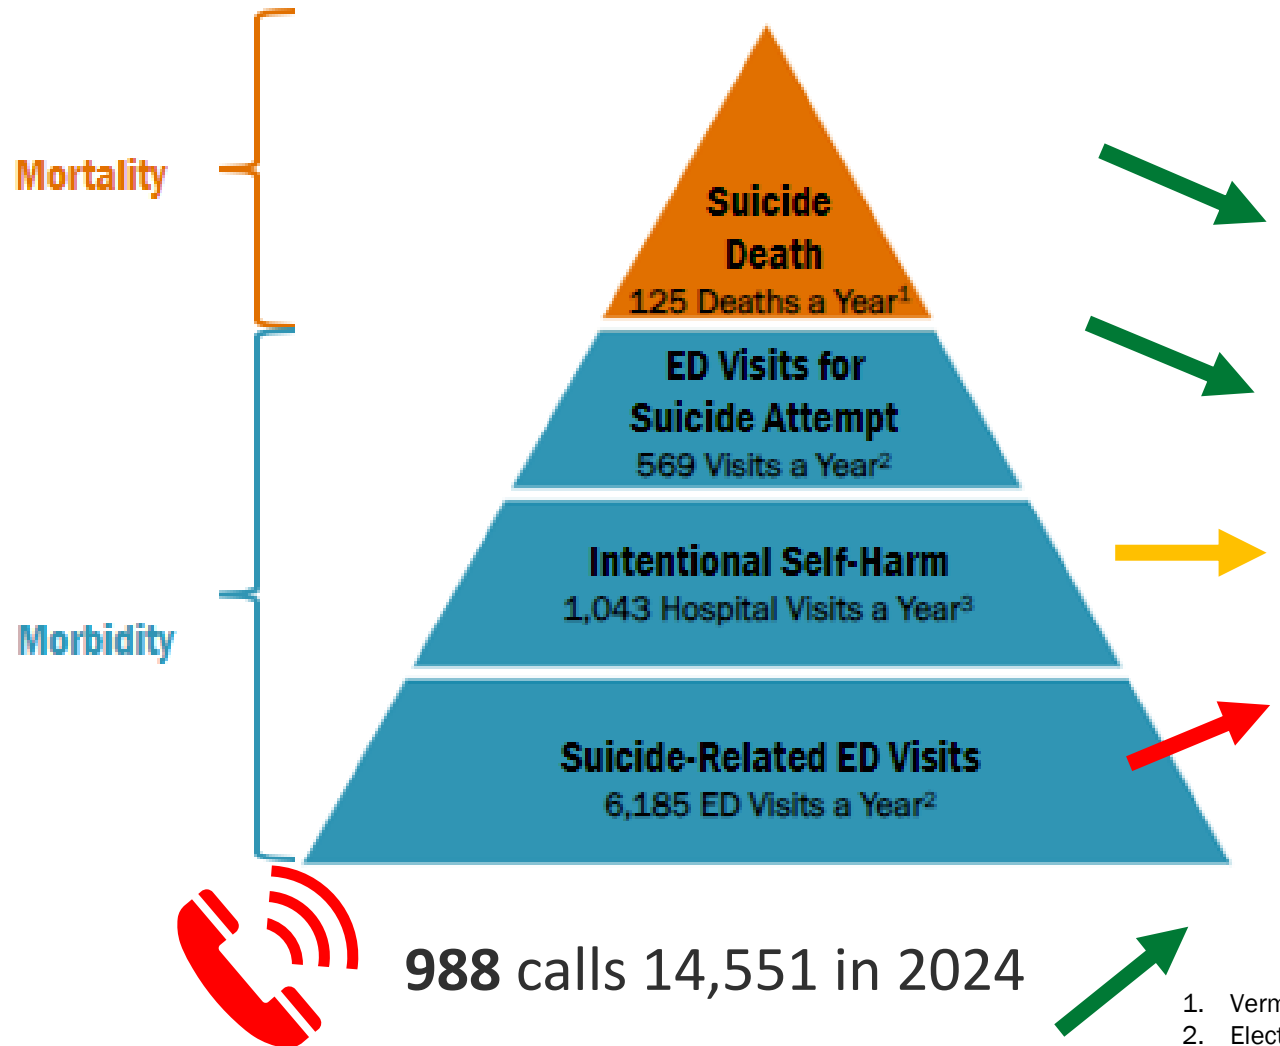 Mortality
Suicide
Death
125 Deaths a Year¹
ED Visits for
Suicide Attempt
569 Visits a Year²
Intentional Self-Harm
1,043 Hospital Visits a Year³
Morbidity
Suicide-Related ED Visits
6,185 ED Visits a Year²
988 calls 14,551 in 2024
1. Verm
2. Elect